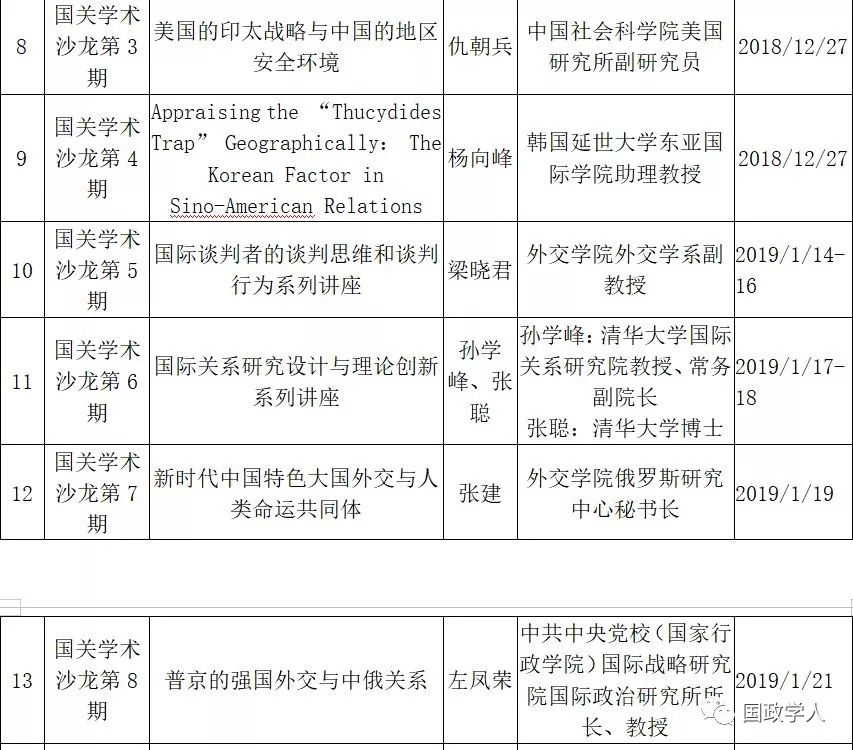 8
国关学术
沙龙第3
期
美国的印太战略与中国的地区
安全环境
仇朝兵
中国社会科学院美国
研究所副研究员
2018/12/27
9
国关学术
沙龙第4
期
Appraising the “Thucydides
Trap” Geographically: The
Korean Factor in
Sino-American Relations
杨向峰
韩国延世大学东亚国
际学院助理教授
2018/12/27
10
国关学术
沙龙第5
期
国际谈判者的谈判思维和谈判
行为系列讲座
梁晓君
外交学院外交学系副
教授
2019/1/14-
16
11
国关学术
沙龙第6
期
国际关系研究设计与理论创新
系列讲座
孙学
峰、张
聪
孙学峰：清华大学国际
关系研究院教授、常务
副院长
张聪：清华大学博士
2019/1/17-
18
12
国关学术
沙龙第7
期
新时代中国特色大国外交与人
类命运共同体
张建
外交学院俄罗斯研究
中心秘书长
2019/1/19
13
国关学术
沙龙第8
期
普京的强国外交与中俄关系
左凤荣
中共中央党校（国家行
政学院）国际战略研究
院国际政治研究所所
长、教授
2019/1/21
国政学人